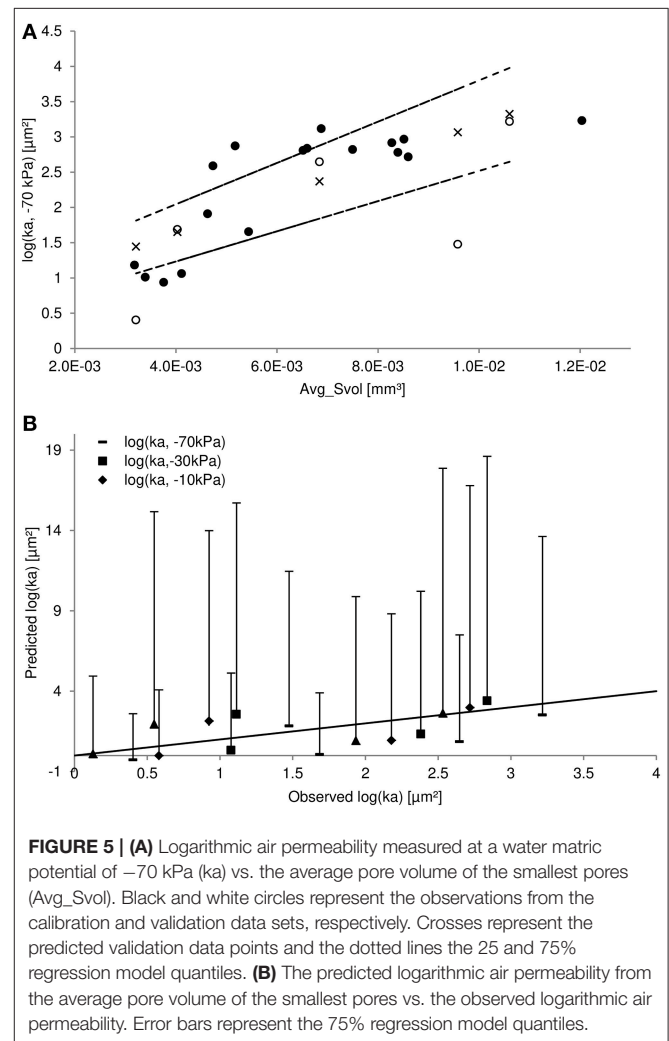 A
4.5
4
3.5
3
2.5
2
1.5
1
0.5
0
log(ka, -70 kPa) [µm²]
2.0E-03 4.0E-03 6.0E-03 8.0E-03 1.0E-02 1.2E-02
Avg_Svol [mm³]
B
log(ka, -70kPa)
log(ka,-30kPa)
log(ka, -10kPa)
19
14
9
4
-1
Predicted log(ka) [µm²]
0 0.5 1 1.5 2 2.5 3 3.5 4
Observed log(ka) [µm²]
FIGURE 5 | (A) Logarithmic air permeability measured at a water matric
potential of −70 kPa (ka) vs. the average pore volume of the smallest pores
(Avg_Svol). Black and white circles represent the observations from the
calibration and validation data sets, respectively. Crosses represent the
predicted validation data points and the dotted lines the 25 and 75%
regression model quantiles. (B) The predicted logarithmic air permeability from
the average pore volume of the smallest pores vs. the observed logarithmic air
permeability. Error bars represent the 75% regression model quantiles.